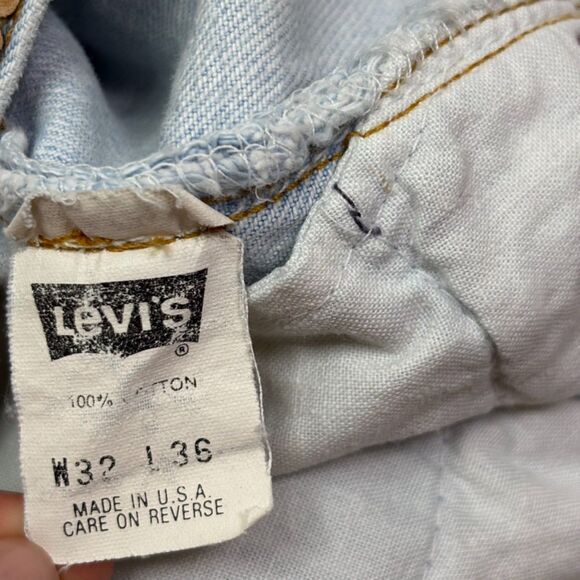 LEVI'S
®
100% COTTON
W32 L36
MADE IN U.S.A.
CARE ON REVERSE